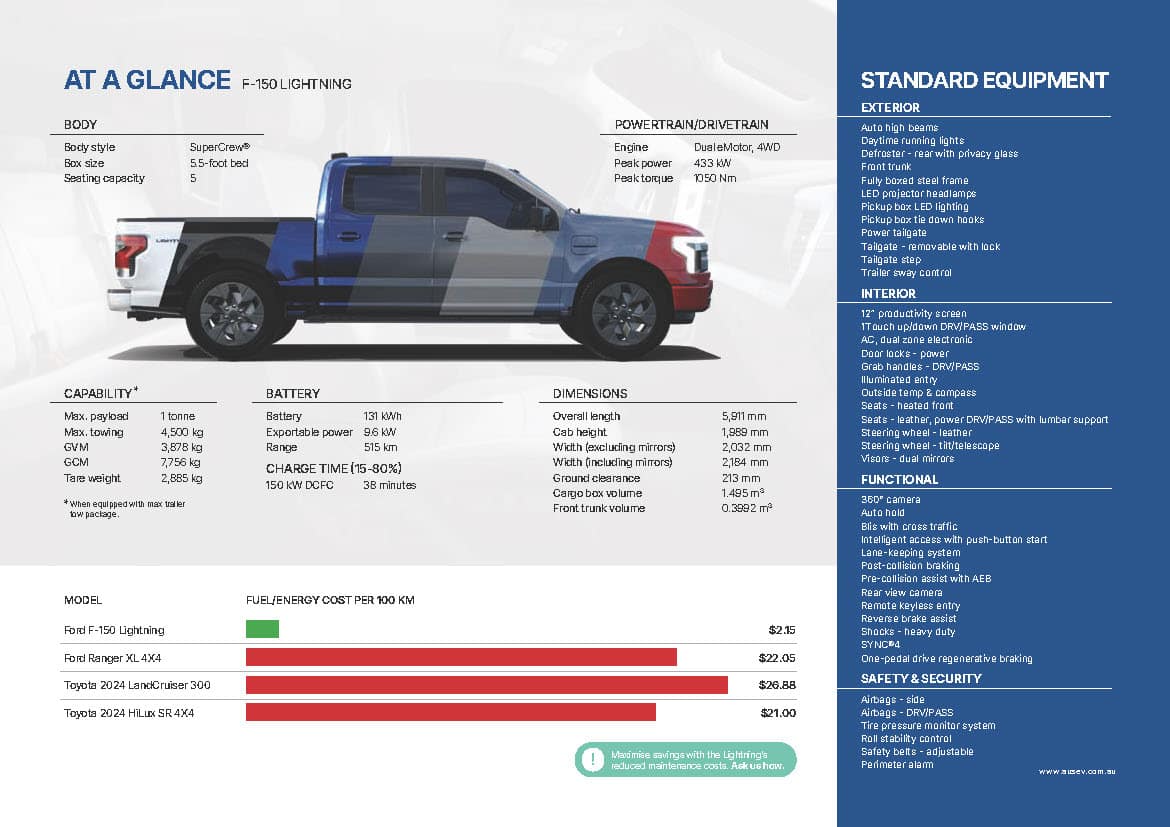 AT A GLANCE F-150 LIGHTNING
BODY
Body style SuperCrew®
Box size 5.5-foot bed
Seating capacity 5
POWERTRAIN/DRIVETRAIN
Engine Dual eMotor, 4WD
Peak power 433 kW
Peak torque 1050 Nm
CAPABILITY*
Max. payload 1 tonne
Max. towing 4,500 kg
GVM 3,878 kg
GCM 7,756 kg
Tare weight 2,885 kg
* When equipped with max trailer
tow package.
BATTERY
Battery 131 kWh
Exportable power 9.6 kW
Range 515 km
CHARGE TIME (15-80%)
150 kW DCFC 38 minutes
DIMENSIONS
Overall length 5,911 mm
Cab height 1,989 mm
Width (excluding mirrors) 2,032 mm
Width (including mirrors) 2,184 mm
Ground clearance 213 mm
Cargo box volume 1.495 m³
Front trunk volume 0.3992 m³
MODEL FUEL/ENERGY COST PER 100 KM
Ford F-150 Lightning $2.15
Ford Ranger XL 4X4 $22.05
Toyota 2024 LandCruiser 300 $26.88
Toyota 2024 HiLux SR 4X4 $21.00
! Maximise savings with the Lightning's
reduced maintenance costs. Ask us how.
STANDARD EQUIPMENT
EXTERIOR
Auto high beams
Daytime running lights
Defroster - rear with privacy glass
Front trunk
Fully boxed steel frame
LED projector headlamps
Pickup box LED lighting
Pickup box tie down hooks
Power tailgate
Tailgate - removable with lock
Tailgate step
Trailer sway control
INTERIOR
12" productivity screen
1Touch up/down DRV/PASS window
AC, dual zone electronic
Door locks - power
Grab handles - DRV/PASS
Illuminated entry
Outside temp & compass
Seats - heated front
Seats - leather, power DRV/PASS with lumbar support
Steering wheel - leather
Steering wheel - tilt/telescope
Visors - dual mirrors
FUNCTIONAL
360° camera
Auto hold
Blis with cross traffic
Intelligent access with push-button start
Lane-keeping system
Post-collision braking
Pre-collision assist with AEB
Rear view camera
Remote keyless entry
Reverse brake assist
Shocks - heavy duty
SYNC®4
One-pedal drive regenerative braking
SAFETY & SECURITY
Airbags - side
Airbags - DRV/PASS
Tire pressure monitor system
Roll stability control
Safety belts - adjustable
Perimeter alarm
www.ausev.com.au